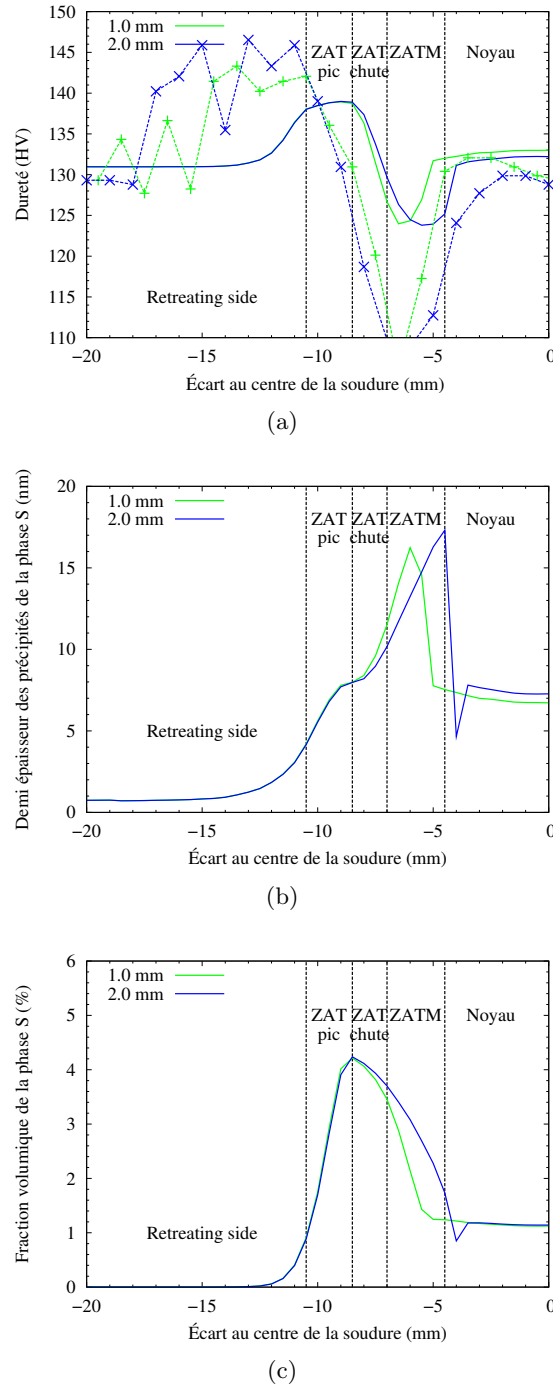 150
145
140
135
130
125
120
115
110
Dureté (HV)
1.0 mm
2.0 mm
ZAT
pic
ZAT
chute
ZATM
Noyau
Retreating side
−20
−15
−10
−5
0
Écart au centre de la soudure (mm)
(a)
20
15
10
5
0
Demi épaisseur des précipités de la phase S (nm)
1.0 mm
2.0 mm
ZAT
pic
ZAT
chute
ZATM
Noyau
Retreating side
−20
−15
−10
−5
0
Écart au centre de la soudure (mm)
(b)
6
5
4
3
2
1
0
Fraction volumique de la phase S (%)
1.0 mm
2.0 mm
ZAT
pic
ZAT
chute
ZATM
Noyau
Retreating side
−20
−15
−10
−5
0
Écart au centre de la soudure (mm)
(c)